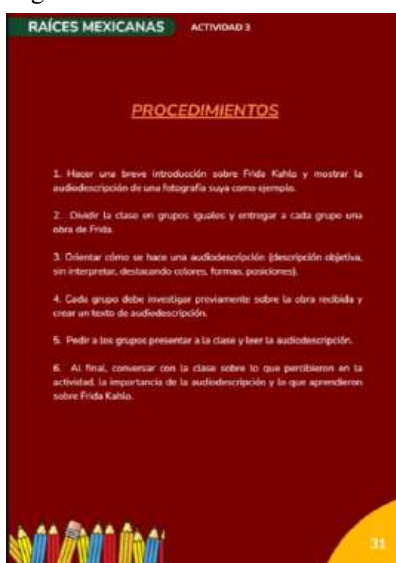 RAÍCES MEXICANAS
ACTIVIDAD 3
PROCEDIMIENTOS
1. Hacer una breve introducción sobre Frida Kahlo y mostrar la
audiodescripción de una fotografía suya como ejemplo.
2. Dividir la clase en grupos iguales y entregar a cada grupo una
obra de Frida.
3. Orientar cómo se hace una audiodescripción (descripción objetiva,
sin interpretar, destacando colores, formas, posiciones).
4. Cada grupo debe investigar previamente sobre la obra recibida y
crear un texto de audiodescripción.
5. Pedir a los grupos presentar a la clase y leer la audiodescripción.
6. Al final, conversar con la clase sobre lo que percibieron en la
actividad, la importancia de la audiodescripción y lo que aprendieron
sobre Frida Kahlo.
31